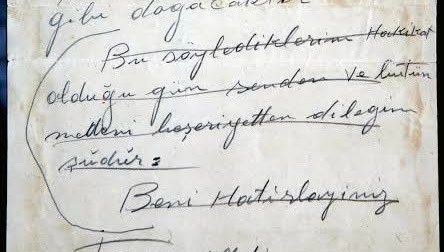 gibi doğacaktır
Bu söylediklerim Hakikat
olduğu gün senden ve bütün
medeni beşeriyetten dileğim
şudur:
Beni Hatırlayınız